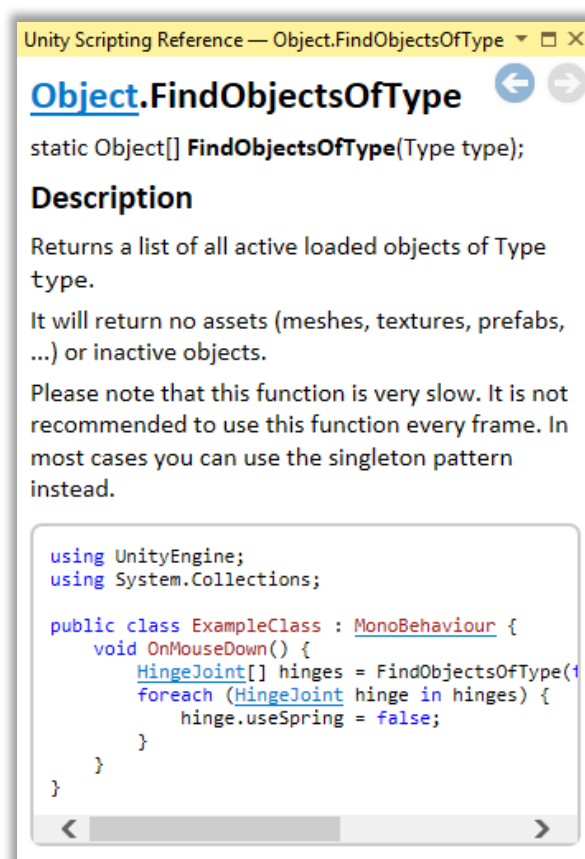 Unity Scripting Reference — Object.FindObjectsOfType
Object.FindObjectsOfType
static Object[] FindObjectsOfType(Type type);
Description
Returns a list of all active loaded objects of Type
type.
It will return no assets (meshes, textures, prefabs,
...) or inactive objects.
Please note that this function is very slow. It is not
recommended to use this function every frame. In
most cases you can use the singleton pattern
instead.
using UnityEngine;
using System.Collections;
public class ExampleClass : MonoBehaviour {
    void OnMouseDown() {
        HingeJoint[] hinges = FindObjectsOfType(
        foreach (HingeJoint hinge in hinges) {
            hinge.useSpring = false;
        }
    }
}